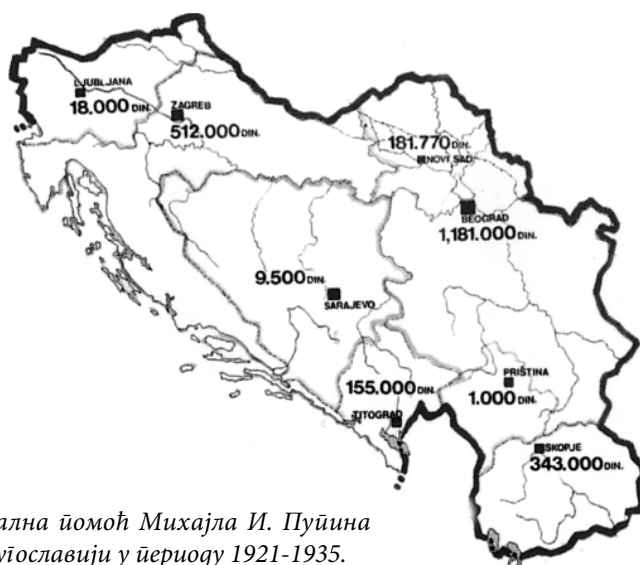 LJUBLJANA
18.000 DIN.
ZAGREB
512.000 DIN.
181.770 DIN.
NOVI SAD
BEOGRAD
1,181.000 DIN.
9.500 DIN.
SARAJEVO
155.000 DIN.
TITOGRAD
PRIŠTINA
1.000 DIN.
SKOPJE
343.000 DIN.
ална помоћ Михајла И. Пупина
угославији у периоду 1921-1935.